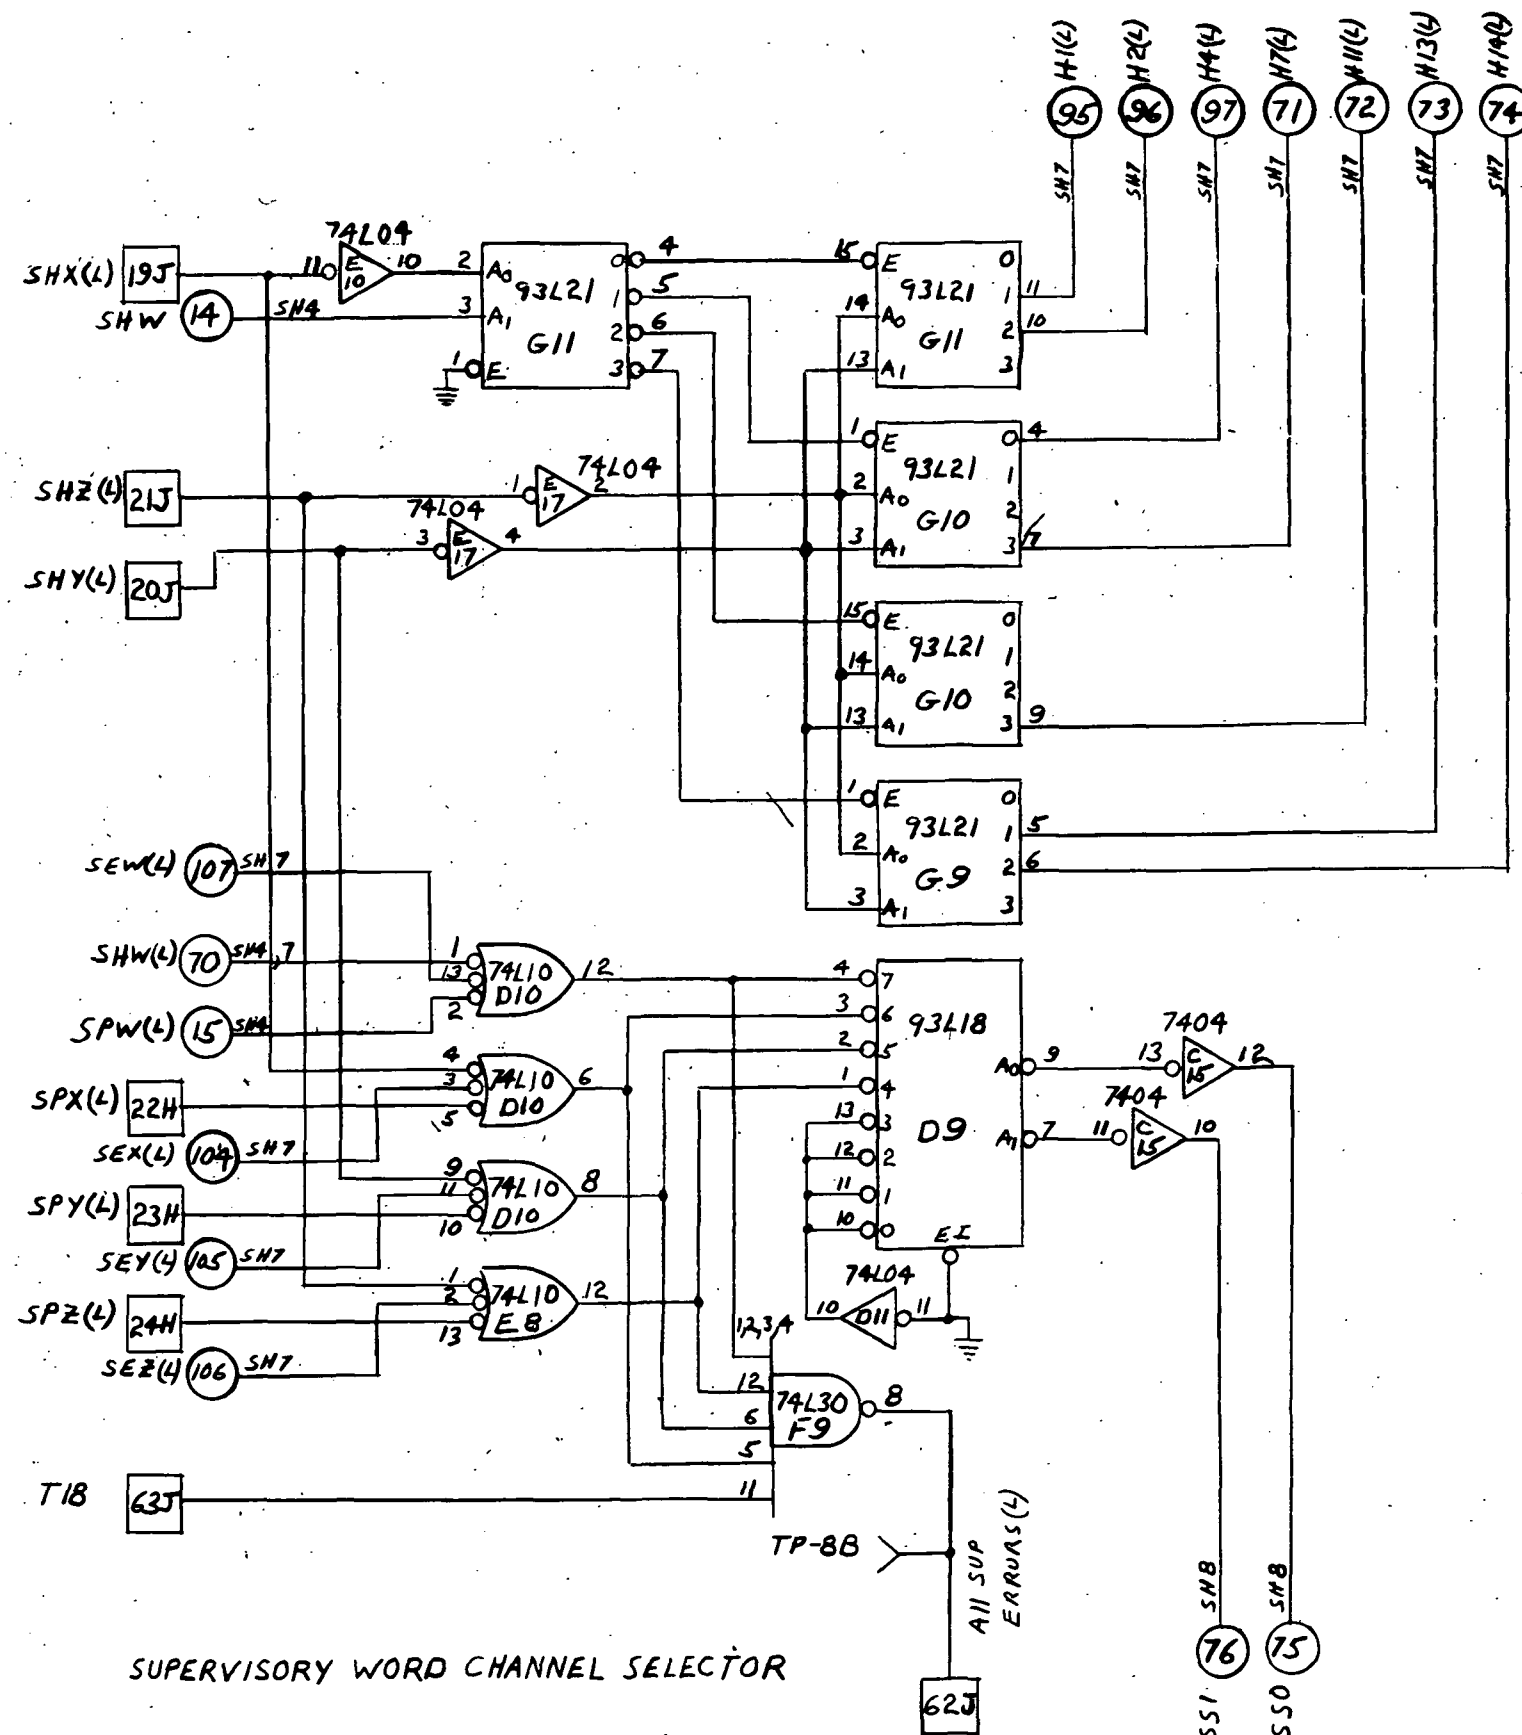 H1(L) H2(L) H4(L) H7(L) H11(L) H13(L) H14(L)
95 96 97 71 72 73 74
SH7 SH7 SH7 SH7 SH7 SH7 SH7
SHX(L) 19J
11 74L04 E 10 10
SHW 14 SH4
2 A0 3 A1 1 E 93L21 G11 0 4 1 5 2 6 3 7
15 E 14 A0 13 A1 93L21 G11 0 1 11 2 10 3
SHZ(L) 21J
1 74L04 E 17 2
SHY(L) 20J
3 74L04 E 17 4
1 E 2 A0 3 A1 93L21 G10 0 4 1 2 3 7
15 E 14 A0 13 A1 93L21 G10 0 1 2 3 9
1 E 2 A0 3 A1 93L21 G9 0 1 5 2 6 3
SEW(L) 107 SH7
SHW(L) 70 SH4,7
SPW(L) 15 SH4
1 13 2 74L10 D10 12
SPX(L) 22H
SEX(L) 104 SH7
4 3 5 74L10 D10 6
SPY(L) 23H
SEY(L) 105 SH7
9 11 10 74L10 D10 8
SPZ(L) 24H
SEZ(L) 106 SH7
1 2 13 74L10 E8 12
4 7
3 6
2 5
1 4
13 3
12 2
11 1
10 0
93L18 D9 EI
A0 9 13 7404 C 15 12
A1 7 11 7404 C 15 10
74L04 10 D11 11
1,2,3,4
12
6
5
11
74L30 F9 8
T18 63J
TP-8B
All SUP
ERRORS(L)
62J
SH8 SH8
76 75
SS1 SS0
SUPERVISORY WORD CHANNEL SELECTOR